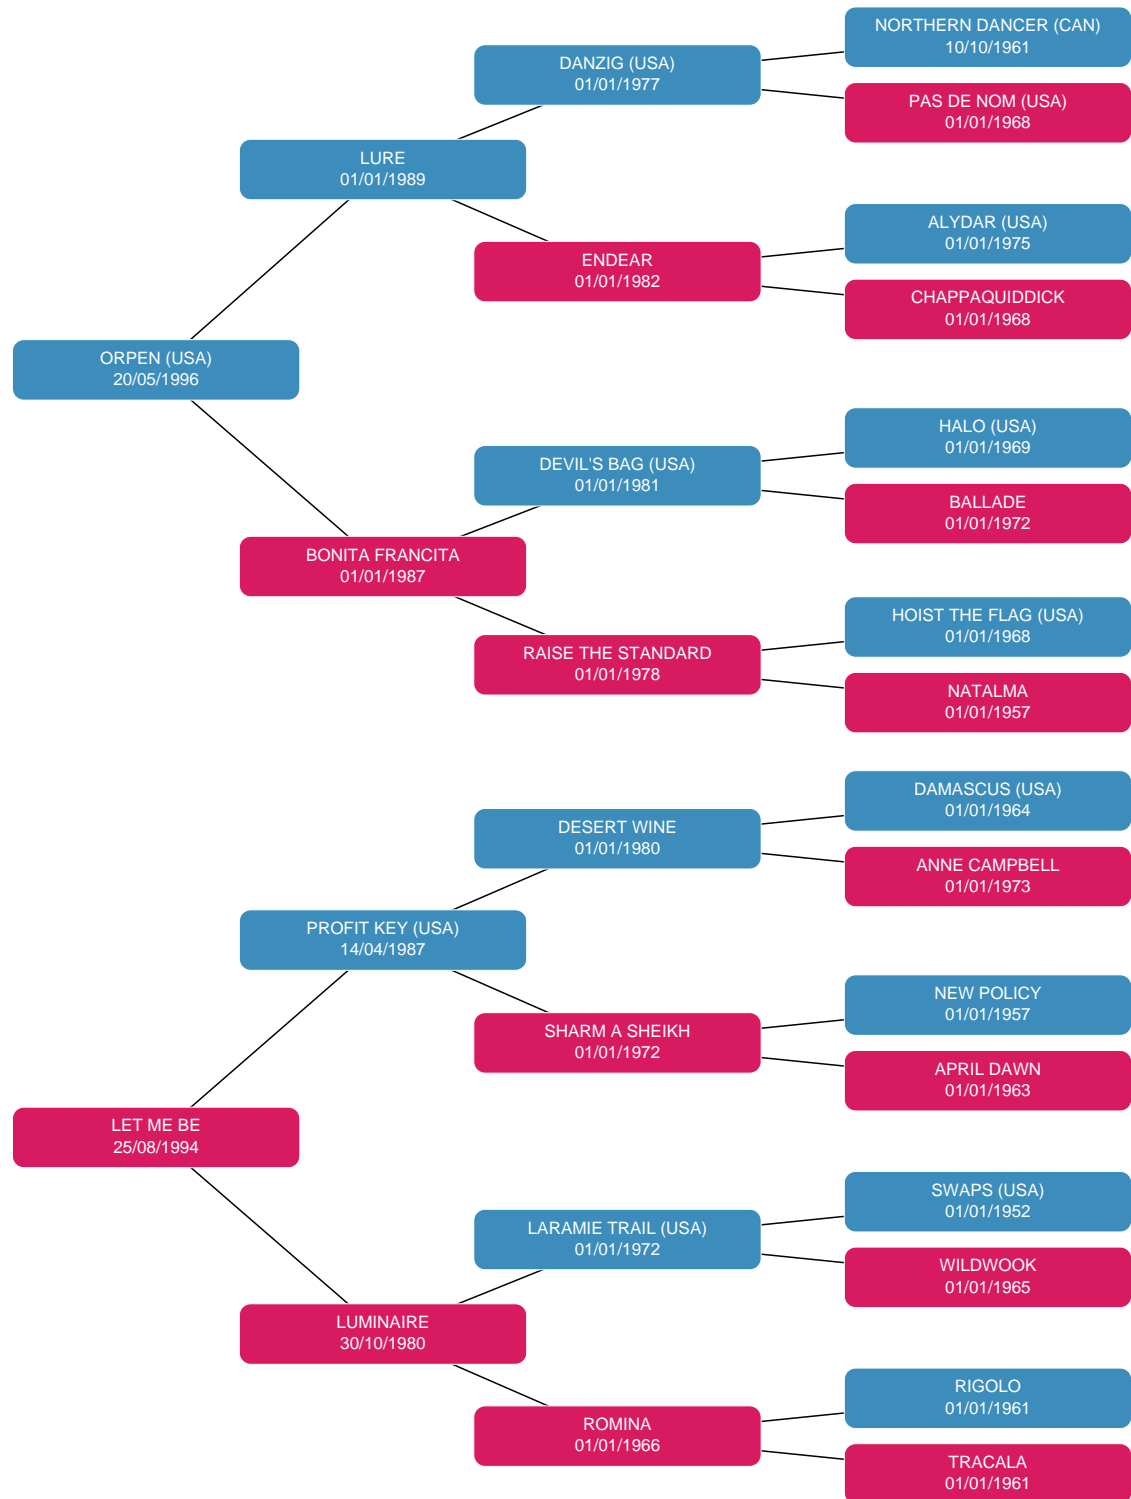 NORTHERN DANCER (CAN)
10/10/1961
DANZIG (USA)
01/01/1977
PAS DE NOM (USA)
01/01/1968
LURE
01/01/1989
ALYDAR (USA)
01/01/1975
ENDEAR
01/01/1982
CHAPPAQUIDDICK
01/01/1968
ORPEN (USA)
20/05/1996
HALO (USA)
01/01/1969
DEVIL'S BAG (USA)
01/01/1981
BALLADE
01/01/1972
BONITA FRANCITA
01/01/1987
HOIST THE FLAG (USA)
01/01/1968
RAISE THE STANDARD
01/01/1978
NATALMA
01/01/1957
DAMASCUS (USA)
01/01/1964
DESERT WINE
01/01/1980
ANNE CAMPBELL
01/01/1973
PROFIT KEY (USA)
14/04/1987
NEW POLICY
01/01/1957
SHARM A SHEIKH
01/01/1972
APRIL DAWN
01/01/1963
LET ME BE
25/08/1994
SWAPS (USA)
01/01/1952
LARAMIE TRAIL (USA)
01/01/1972
WILDWOOK
01/01/1965
LUMINAIRE
30/10/1980
RIGOLO
01/01/1961
ROMINA
01/01/1966
TRACALA
01/01/1961